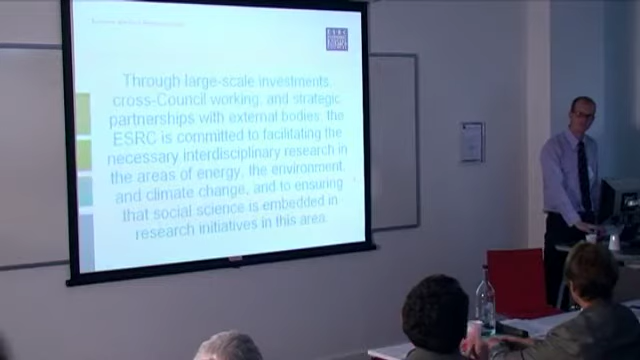 E S R C
Through large-scale investments,
cross-Council working, and strategic
partnerships with external bodies, the
ESRC is committed to facilitating the
necessary interdisciplinary research in
the areas of energy, the environment,
and climate change, and to ensuring
that social science is embedded in
research initiatives in this area.